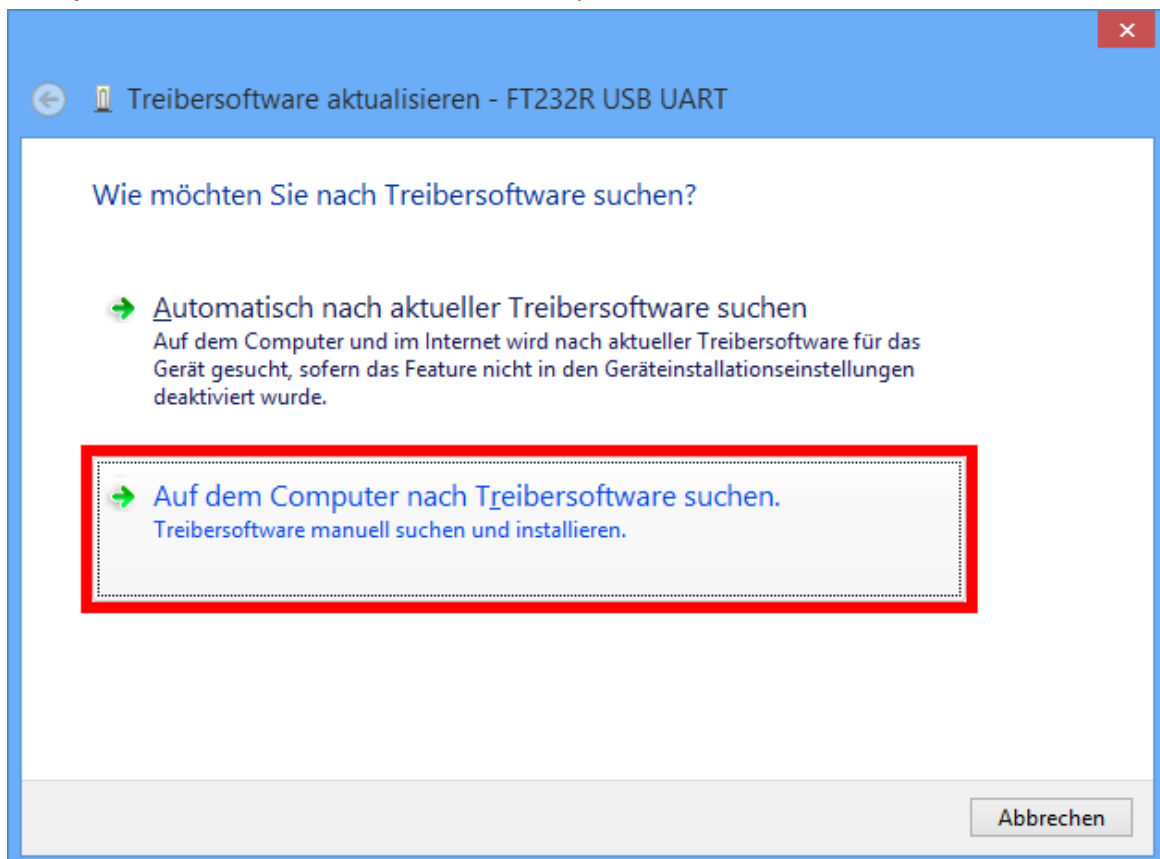 Treibersoftware aktualisieren - FT232R USB UART
Wie möchten Sie nach Treibersoftware suchen?
Automatisch nach aktueller Treibersoftware suchen
Auf dem Computer und im Internet wird nach aktueller Treibersoftware für das
Gerät gesucht, sofern das Feature nicht in den Geräteinstallationseinstellungen
deaktiviert wurde.
Auf dem Computer nach Treibersoftware suchen.
Treibersoftware manuell suchen und installieren.
Abbrechen